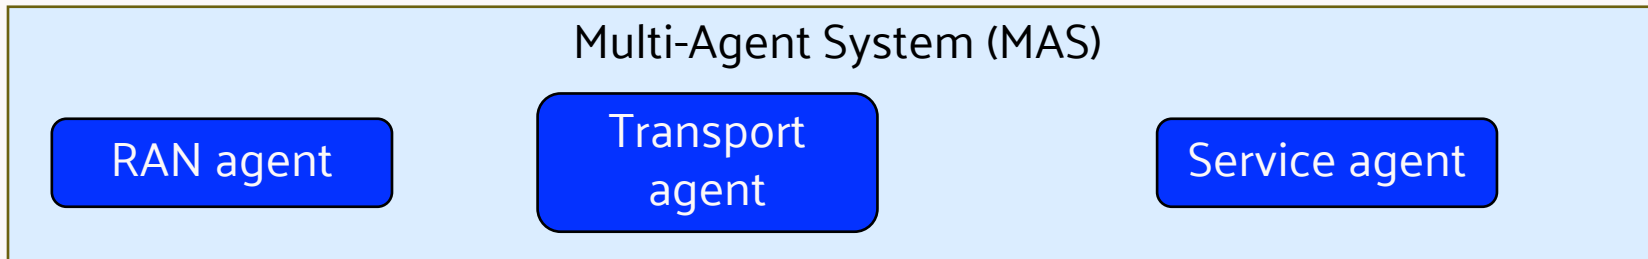 Multi-Agent System (MAS)
RAN agent
Transport
agent
Service agent